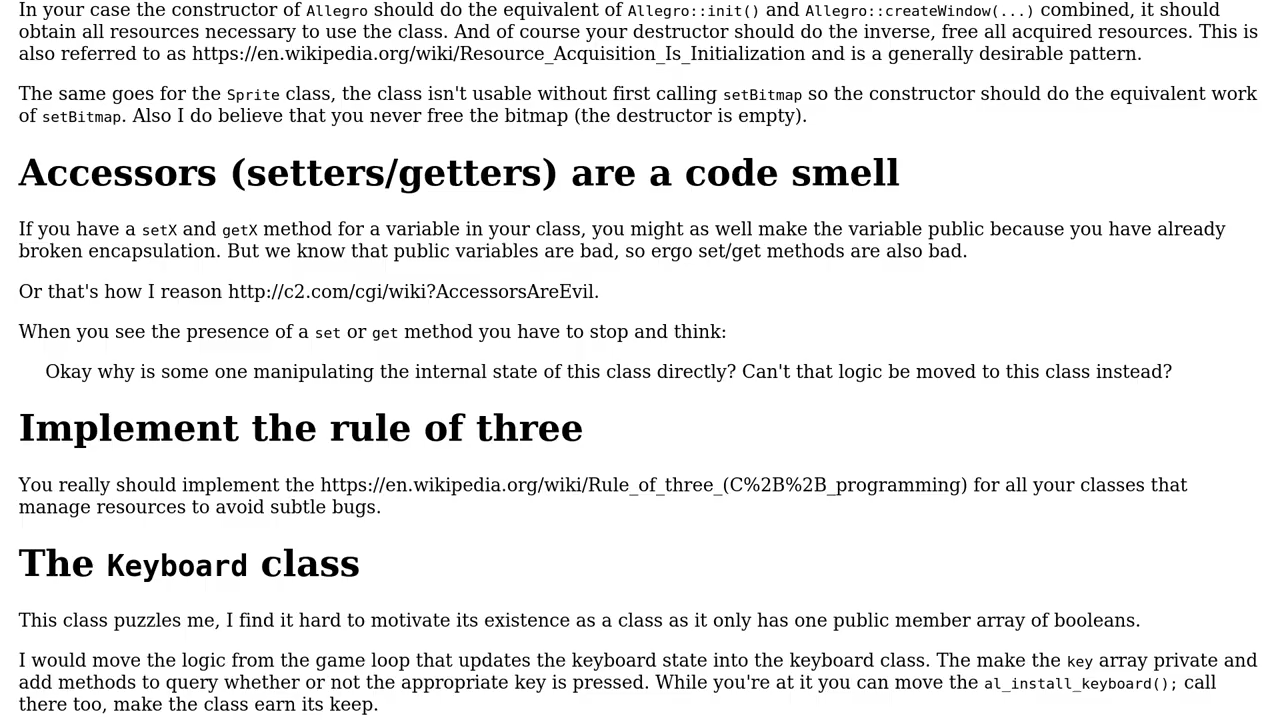 In your case the constructor of Allegro should do the equivalent of Allegro::init() and Allegro::createWindow(...) combined, it should
obtain all resources necessary to use the class. And of course your destructor should do the inverse, free all acquired resources. This is
also referred to as https://en.wikipedia.org/wiki/Resource_Acquisition_Is_Initialization and is a generally desirable pattern.
The same goes for the Sprite class, the class isn't usable without first calling setBitmap so the constructor should do the equivalent work
of setBitmap. Also I do believe that you never free the bitmap (the destructor is empty).
Accessors (setters/getters) are a code smell
If you have a setX and getX method for a variable in your class, you might as well make the variable public because you have already
broken encapsulation. But we know that public variables are bad, so ergo set/get methods are also bad.
Or that's how I reason http://c2.com/cgi/wiki?AccessorsAreEvil.
When you see the presence of a set or get method you have to stop and think:
Okay why is some one manipulating the internal state of this class directly? Can't that logic be moved to this class instead?
Implement the rule of three
You really should implement the https://en.wikipedia.org/wiki/Rule_of_three_(C%2B%2B_programming) for all your classes that
manage resources to avoid subtle bugs.
The Keyboard class
This class puzzles me, I find it hard to motivate its existence as a class as it only has one public member array of booleans.
I would move the logic from the game loop that updates the keyboard state into the keyboard class. The make the key array private and
add methods to query whether or not the appropriate key is pressed. While you're at it you can move the al_install_keyboard(); call
there too, make the class earn its keep.